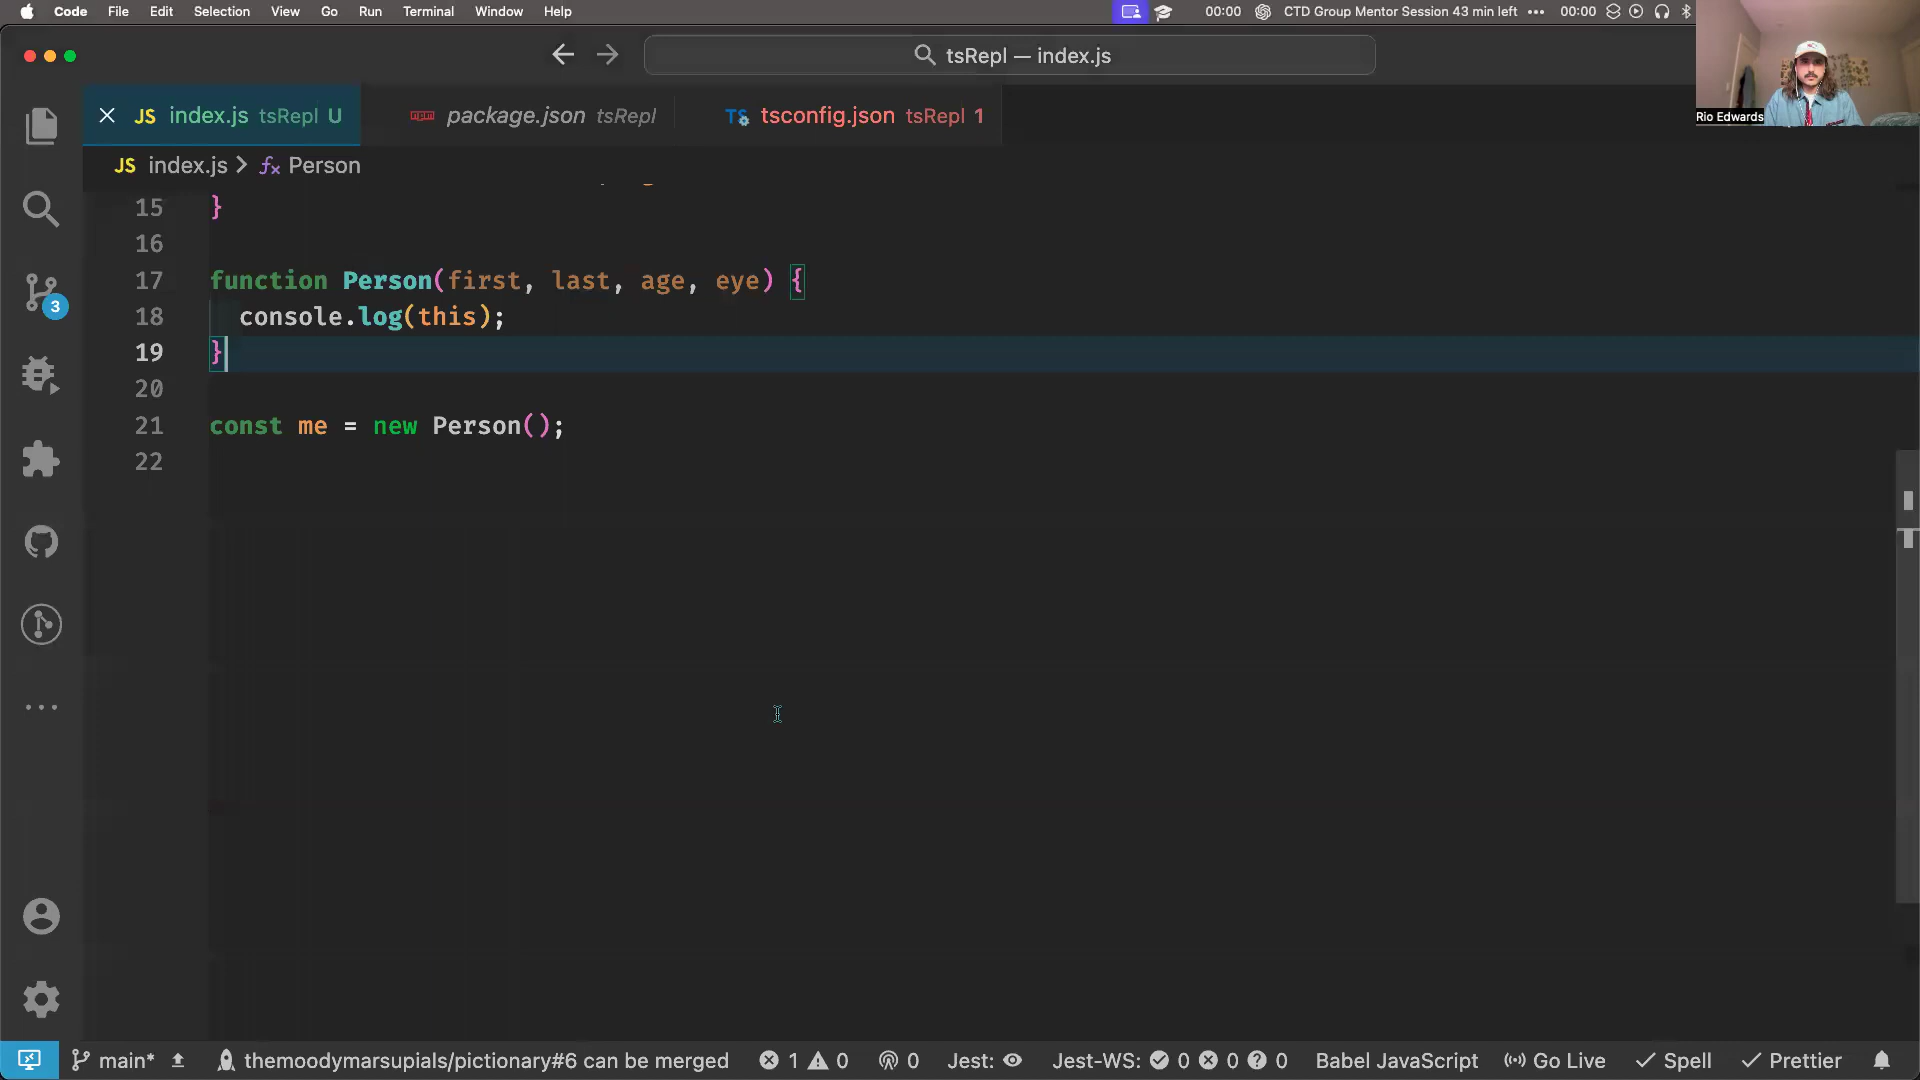 Code File Edit Selection View Go Run Terminal Window Help 00:00 CTD Group Mentor Session 43 min left ••• 00:00
tsRepl — index.js
JS index.js tsRepl U package.json tsRepl TS tsconfig.json tsRepl 1
Rio Edwards
JS index.js > fx Person
15 }
16
17 function Person(first, last, age, eye) {
18 console.log(this);
19 }
20
21 const me = new Person();
22
3
main* themoodymarsupials/pictionary#6 can be merged 1 0 0 Jest: Jest-WS: 0 0 0 Babel JavaScript Go Live Spell Prettier